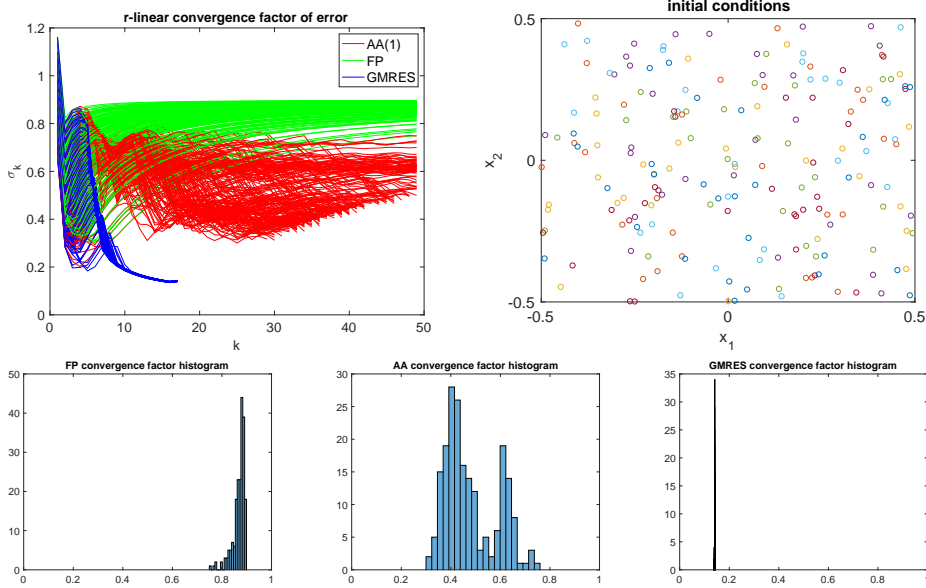 r-linear convergence factor of error
1.2
1
0.8
0.6
0.4
0.2
0
σk
0 10 20 30 40 50
k
AA(1)
FP
GMRES
initial conditions
0.5
0
-0.5
x2
-0.5 0 0.5
x1
FP convergence factor histogram
50
40
30
20
10
0
0 0.2 0.4 0.6 0.8 1
AA convergence factor histogram
30
25
20
15
10
5
0
0 0.2 0.4 0.6 0.8 1
GMRES convergence factor histogram
35
30
25
20
15
10
5
0
0 0.2 0.4 0.6 0.8